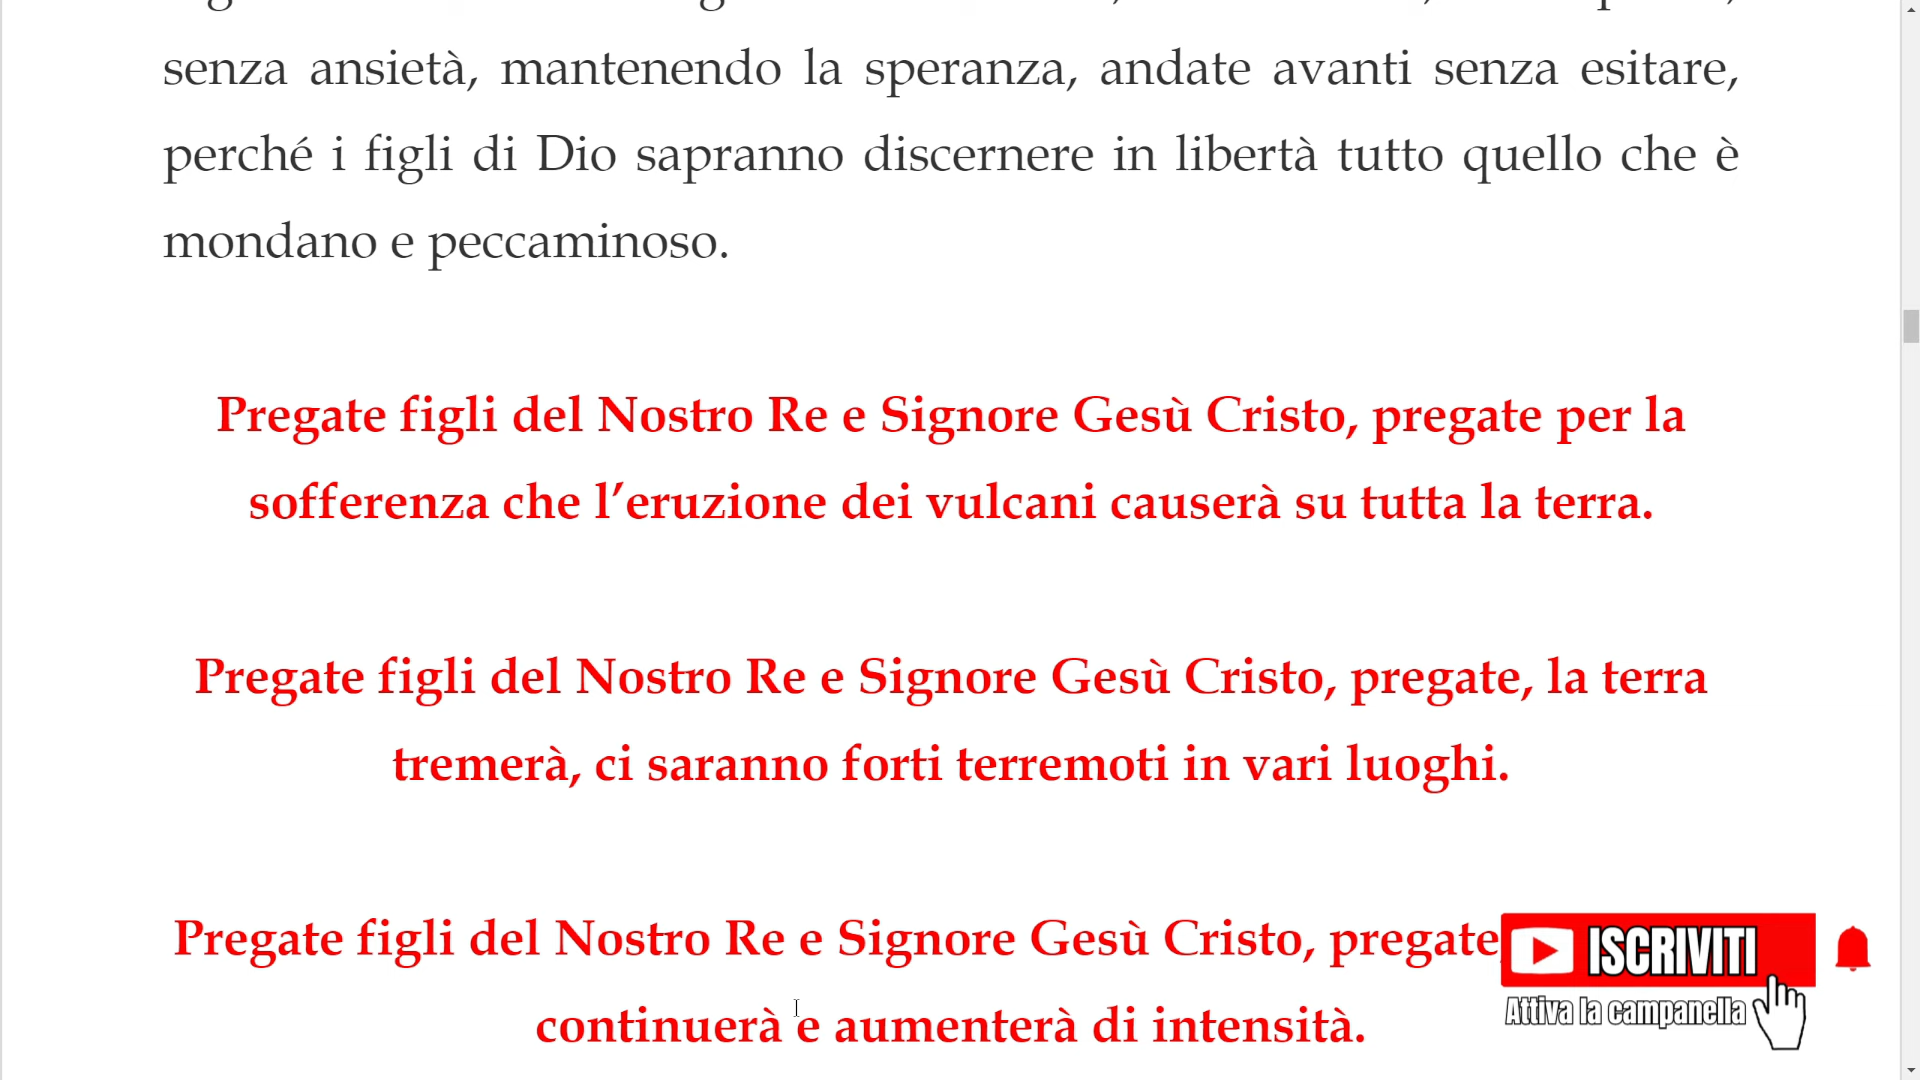 senza ansietà, mantenendo la speranza, andate avanti senza esitare,
perché i figli di Dio sapranno discernere in libertà tutto quello che è
mondano e peccaminoso.
Pregate figli del Nostro Re e Signore Gesù Cristo, pregate per la
sofferenza che l’eruzione dei vulcani causerà su tutta la terra.
Pregate figli del Nostro Re e Signore Gesù Cristo, pregate, la terra
tremerà, ci saranno forti terremoti in vari luoghi.
Pregate figli del Nostro Re e Signore Gesù Cristo, pregate,
continuerà e aumenterà di intensità.
ISCRIVITI
Attiva la campanella